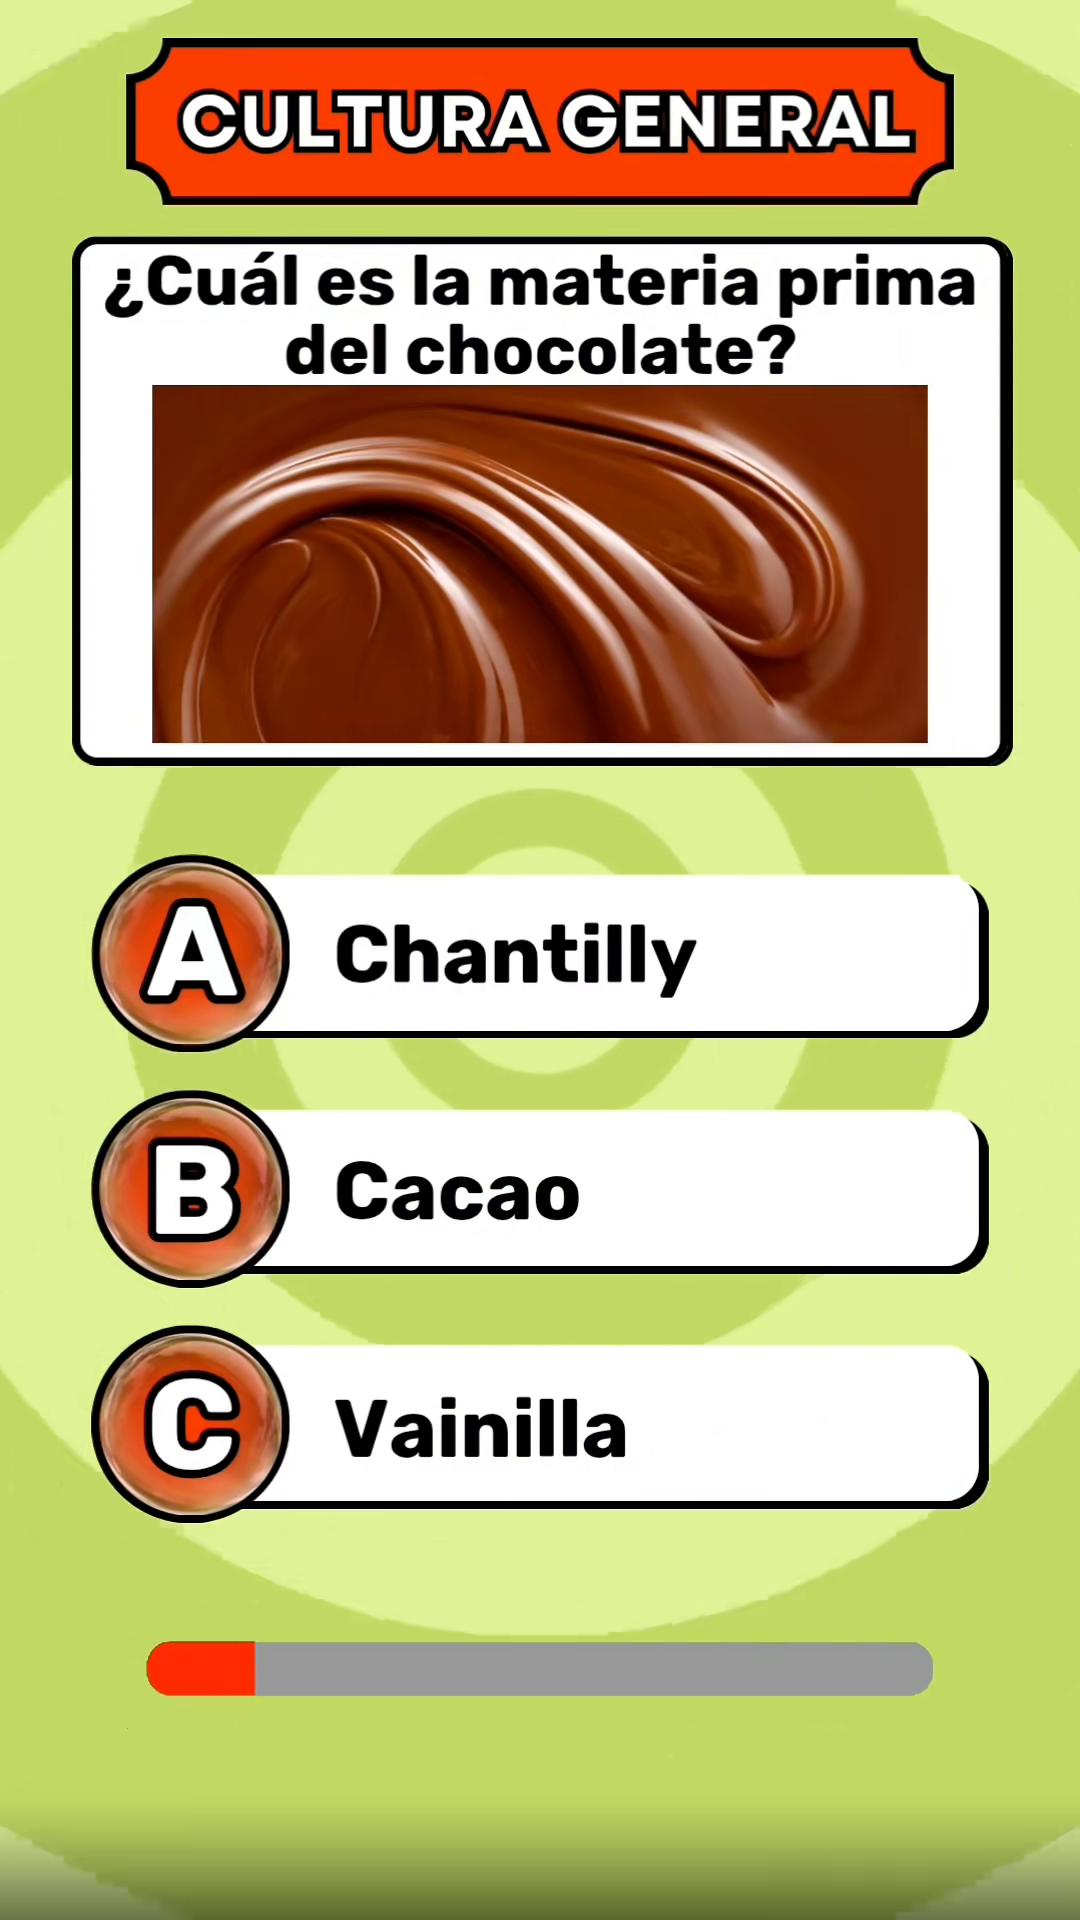 CULTURA GENERAL
¿Cuál es la materia prima
del chocolate?
A Chantilly
B Cacao
C Vainilla